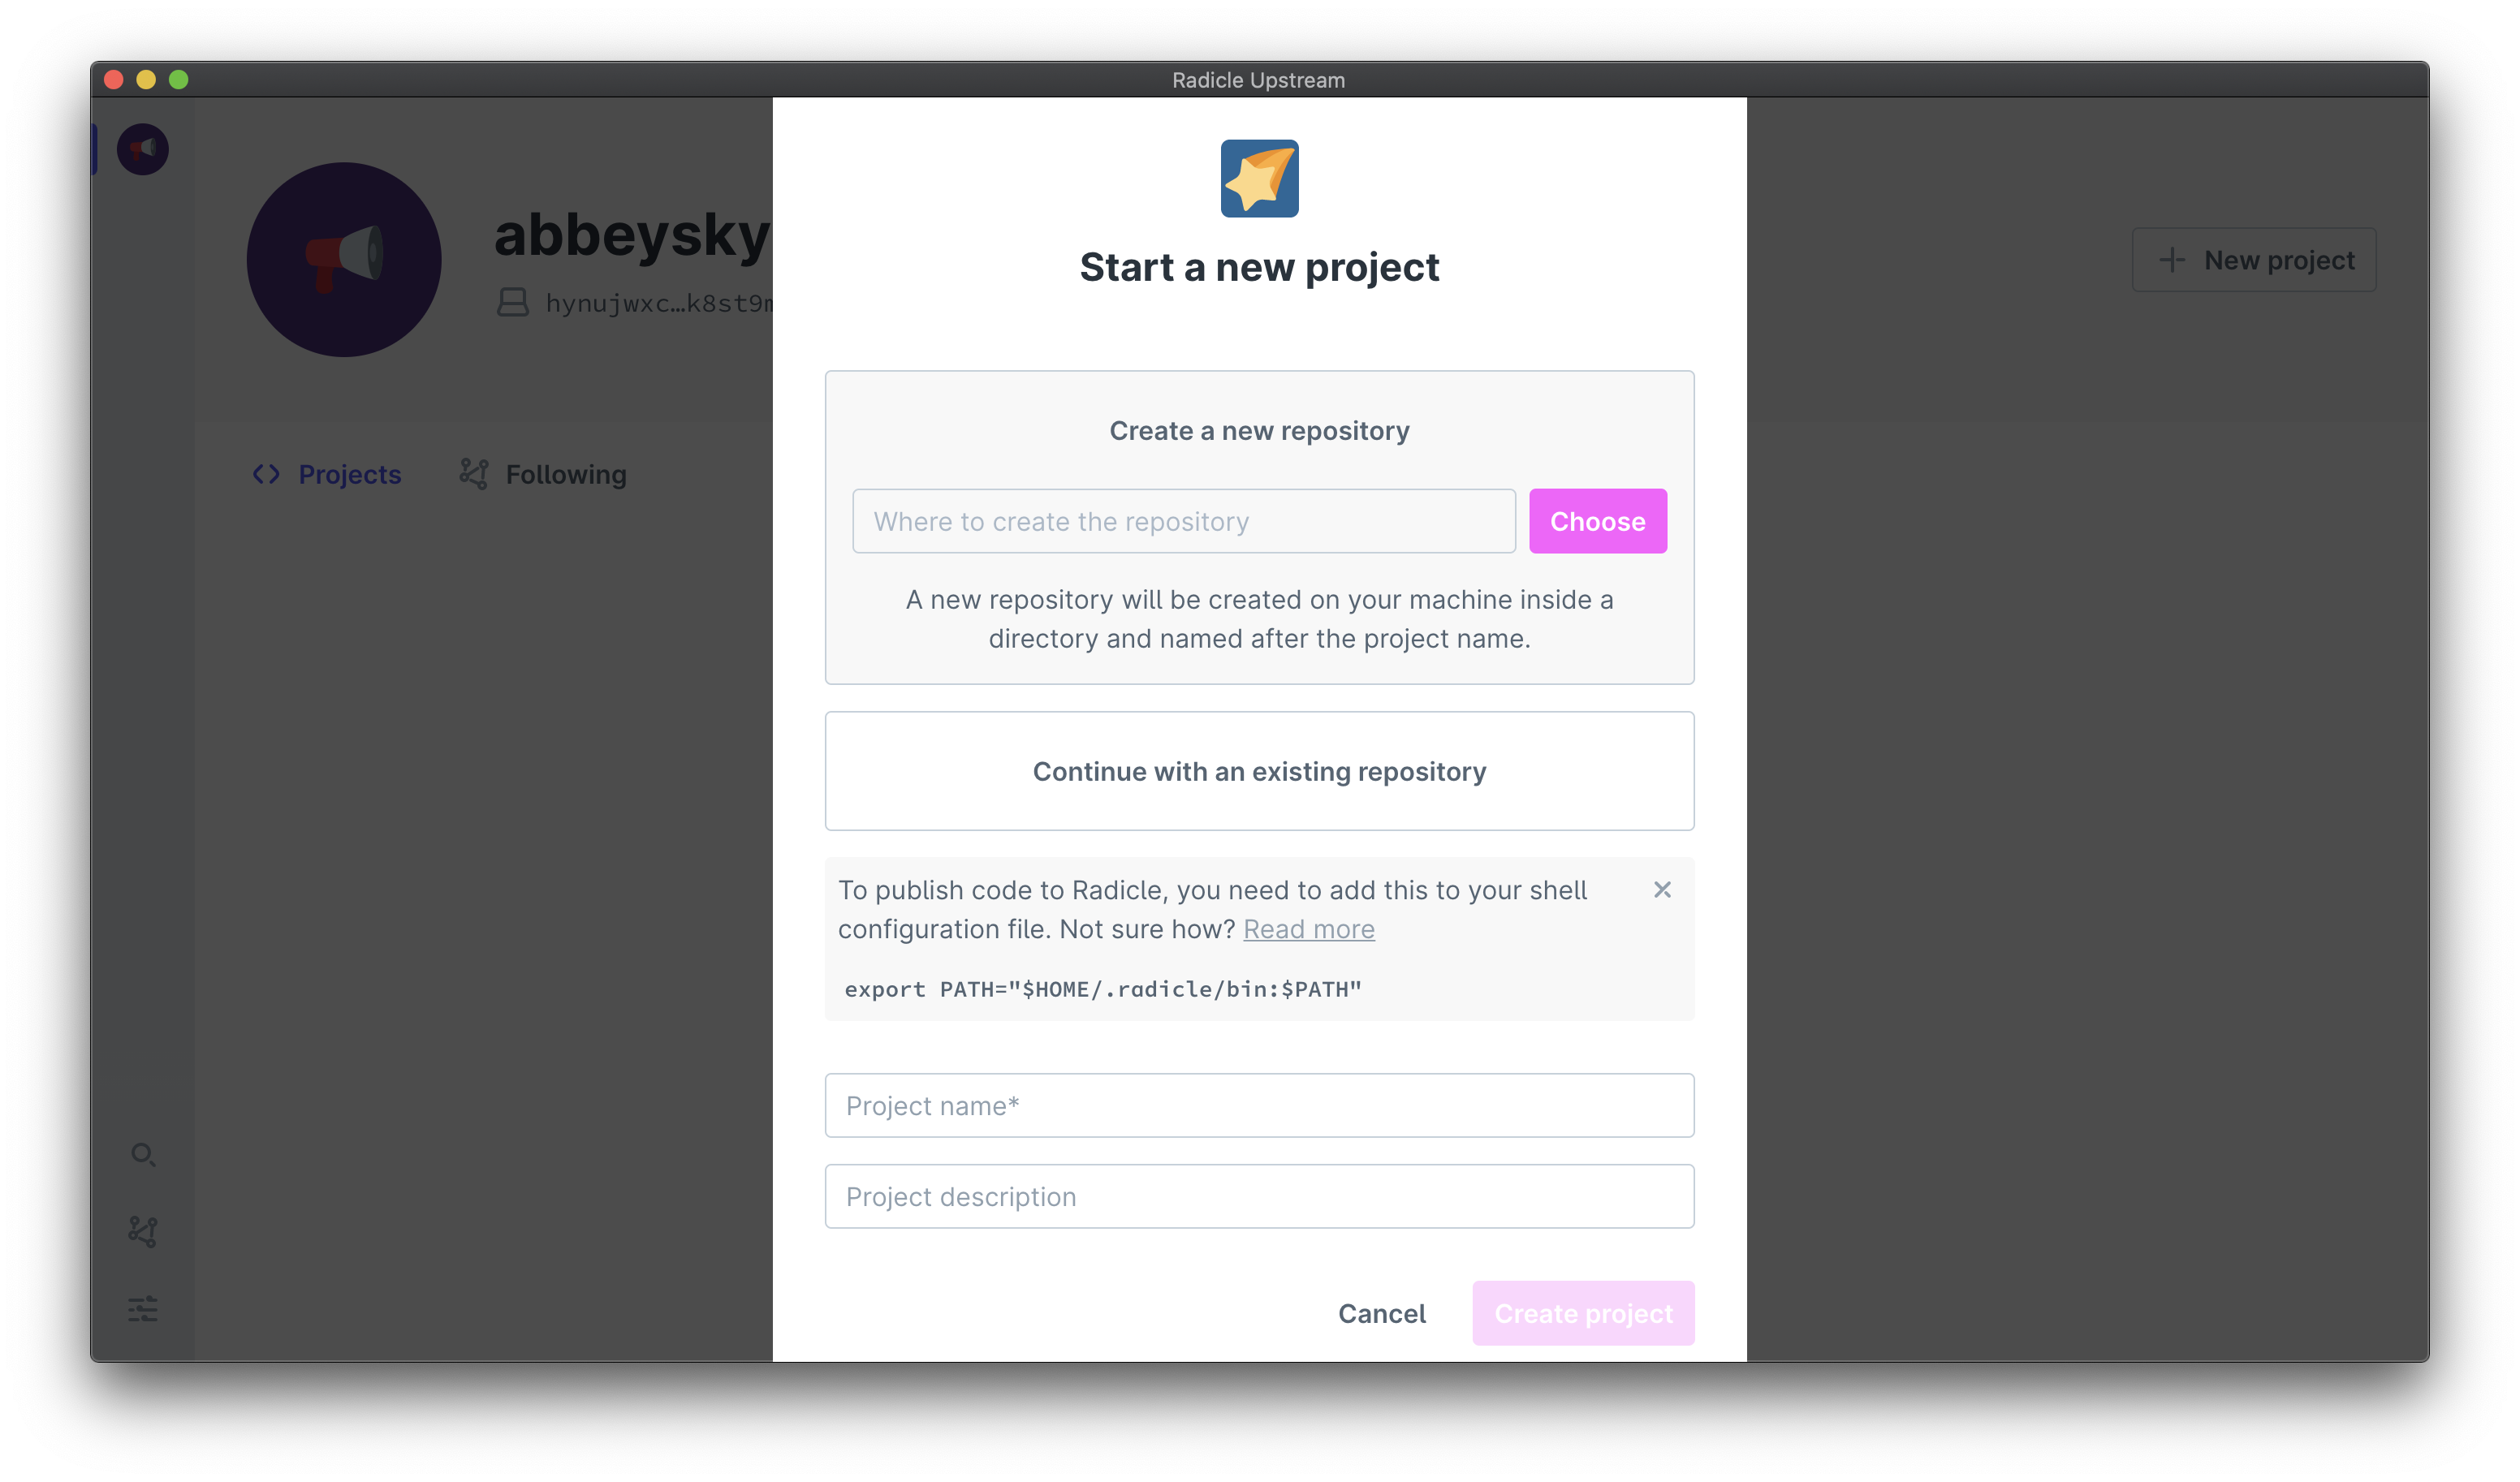 Radicle Upstream
abbeysky
hynujwxc…k8st9
New project
Projects
Following
Start a new project
Create a new repository
Where to create the repository
Choose
A new repository will be created on your machine inside a
directory and named after the project name.
Continue with an existing repository
To publish code to Radicle, you need to add this to your shell
configuration file. Not sure how? Read more
export PATH="$HOME/.radicle/bin:$PATH"
Project name*
Project description
Cancel
Create project